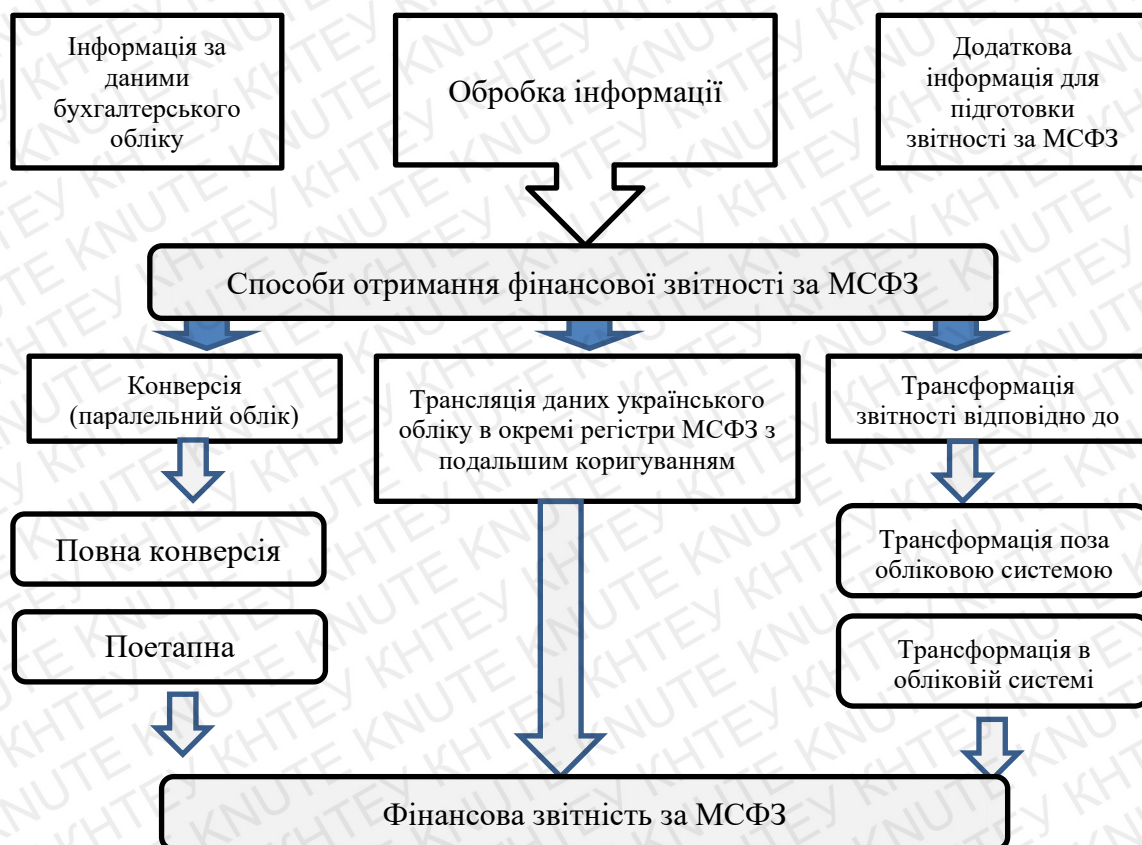 Інформація за
даними
бухгалтерського
обліку
Обробка інформації
Додаткова
інформація для
підготовки
звітності за МСФЗ
Способи отримання фінансової звітності за МСФЗ
Конверсія
(паралельний облік)
Трансляція даних українського
обліку в окремі регістри МСФЗ з
подальшим коригуванням
Трансформація
звітності відповідно до
Повна конверсія
Поетапна
Трансформація поза
обліковою системою
Трансформація в
обліковій системі
Фінансова звітність за МСФЗ
KNUTE КНТЕУ